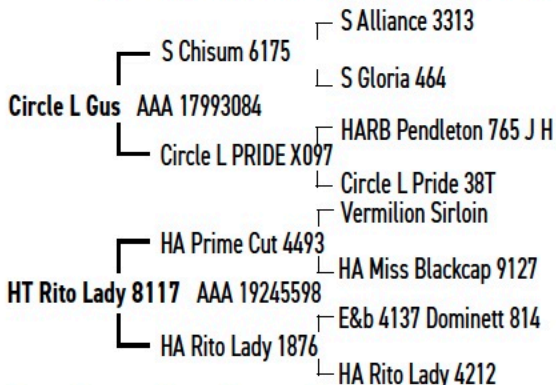 S Alliance 3313
S Chisum 6175
S Gloria 464
Circle L Gus AAA 17993084
HARB Pendleton 765 J H
Circle L PRIDE X097
Circle L Pride 38T
Vermilion Sirloin
HA Prime Cut 4493
HA Miss Blackcap 9127
HT Rito Lady 8117 AAA 19245598
E&b 4137 Dominett 814
HA Rito Lady 1876
HA Rito Lady 4212